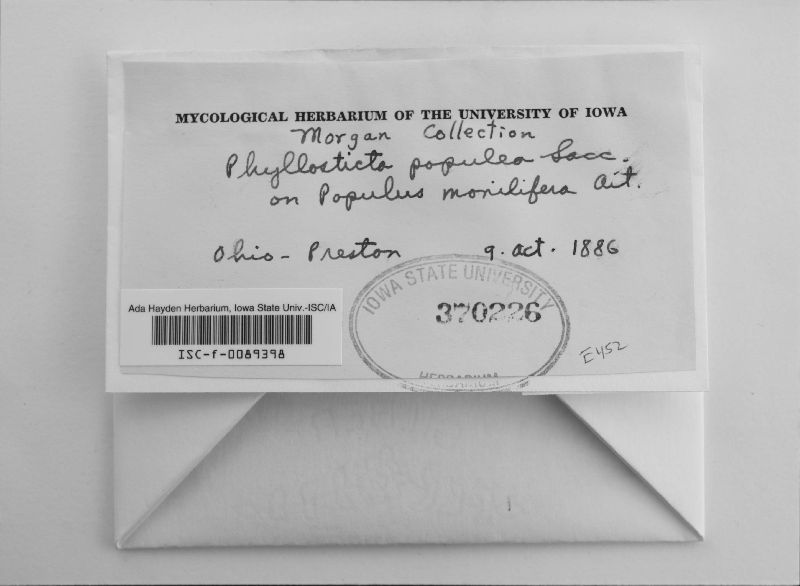 MYCOLOGICAL HERBARIUM OF THE UNIVERSITY OF IOWA
Morgan Collection
Phyllosticta populea Sacc.
on Populus monilifera Ait.
Ohio - Preston 9. Oct. 1886
IOWA STATE UNIVERSITY
370226
HERBARIUM
Ada Hayden Herbarium, Iowa State Univ.-ISC/IA
ISC-f-0089398
E452